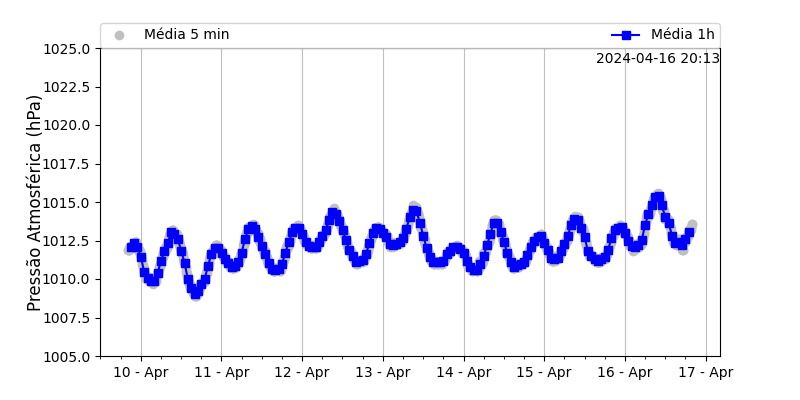 Média 5 min
Média 1h
2024-04-16 20:13
Pressão Atmosférica (hPa)
1025.0
1022.5
1020.0
1017.5
1015.0
1012.5
1010.0
1007.5
1005.0
10 - Apr
11 - Apr
12 - Apr
13 - Apr
14 - Apr
15 - Apr
16 - Apr
17 - Apr